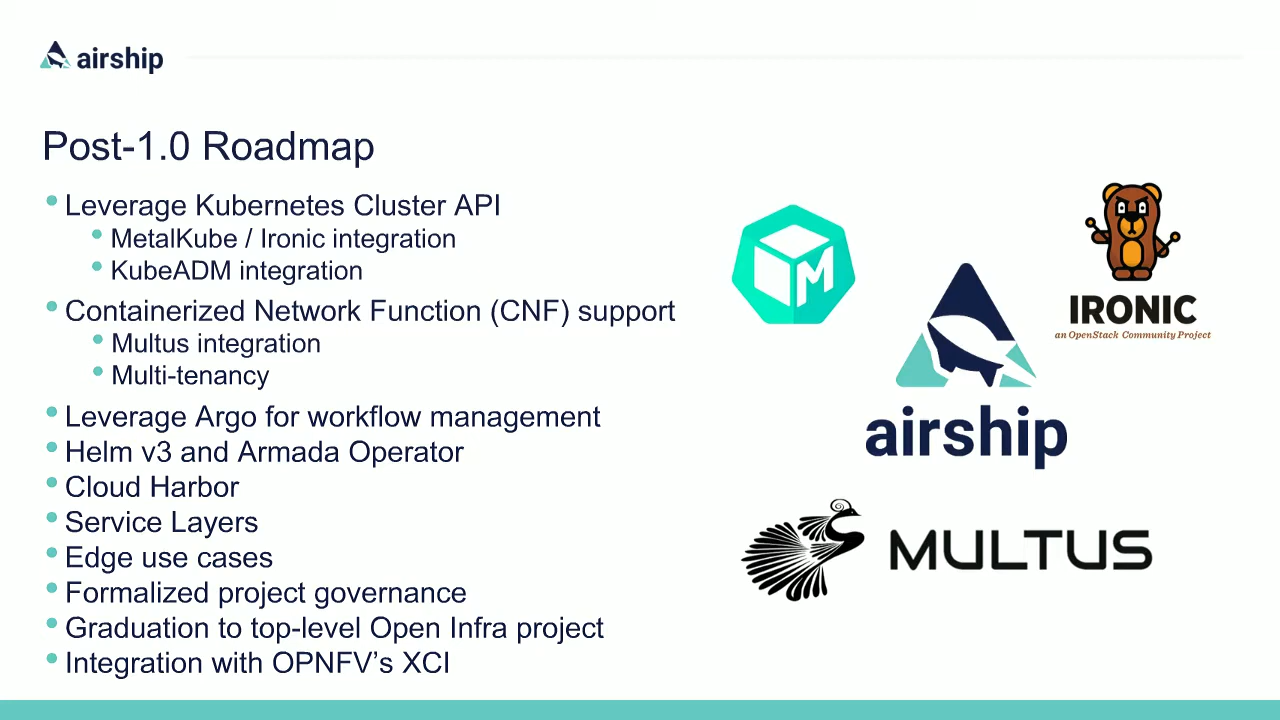 airship
Post-1.0 Roadmap
Leverage Kubernetes Cluster API
MetalKube / Ironic integration
KubeADM integration
Containerized Network Function (CNF) support
Multus integration
Multi-tenancy
Leverage Argo for workflow management
Helm v3 and Armada Operator
Cloud Harbor
Service Layers
Edge use cases
Formalized project governance
Graduation to top-level Open Infra project
Integration with OPNFV's XCI
M
IRONIC
an OpenStack Community Project
airship
MULTUS